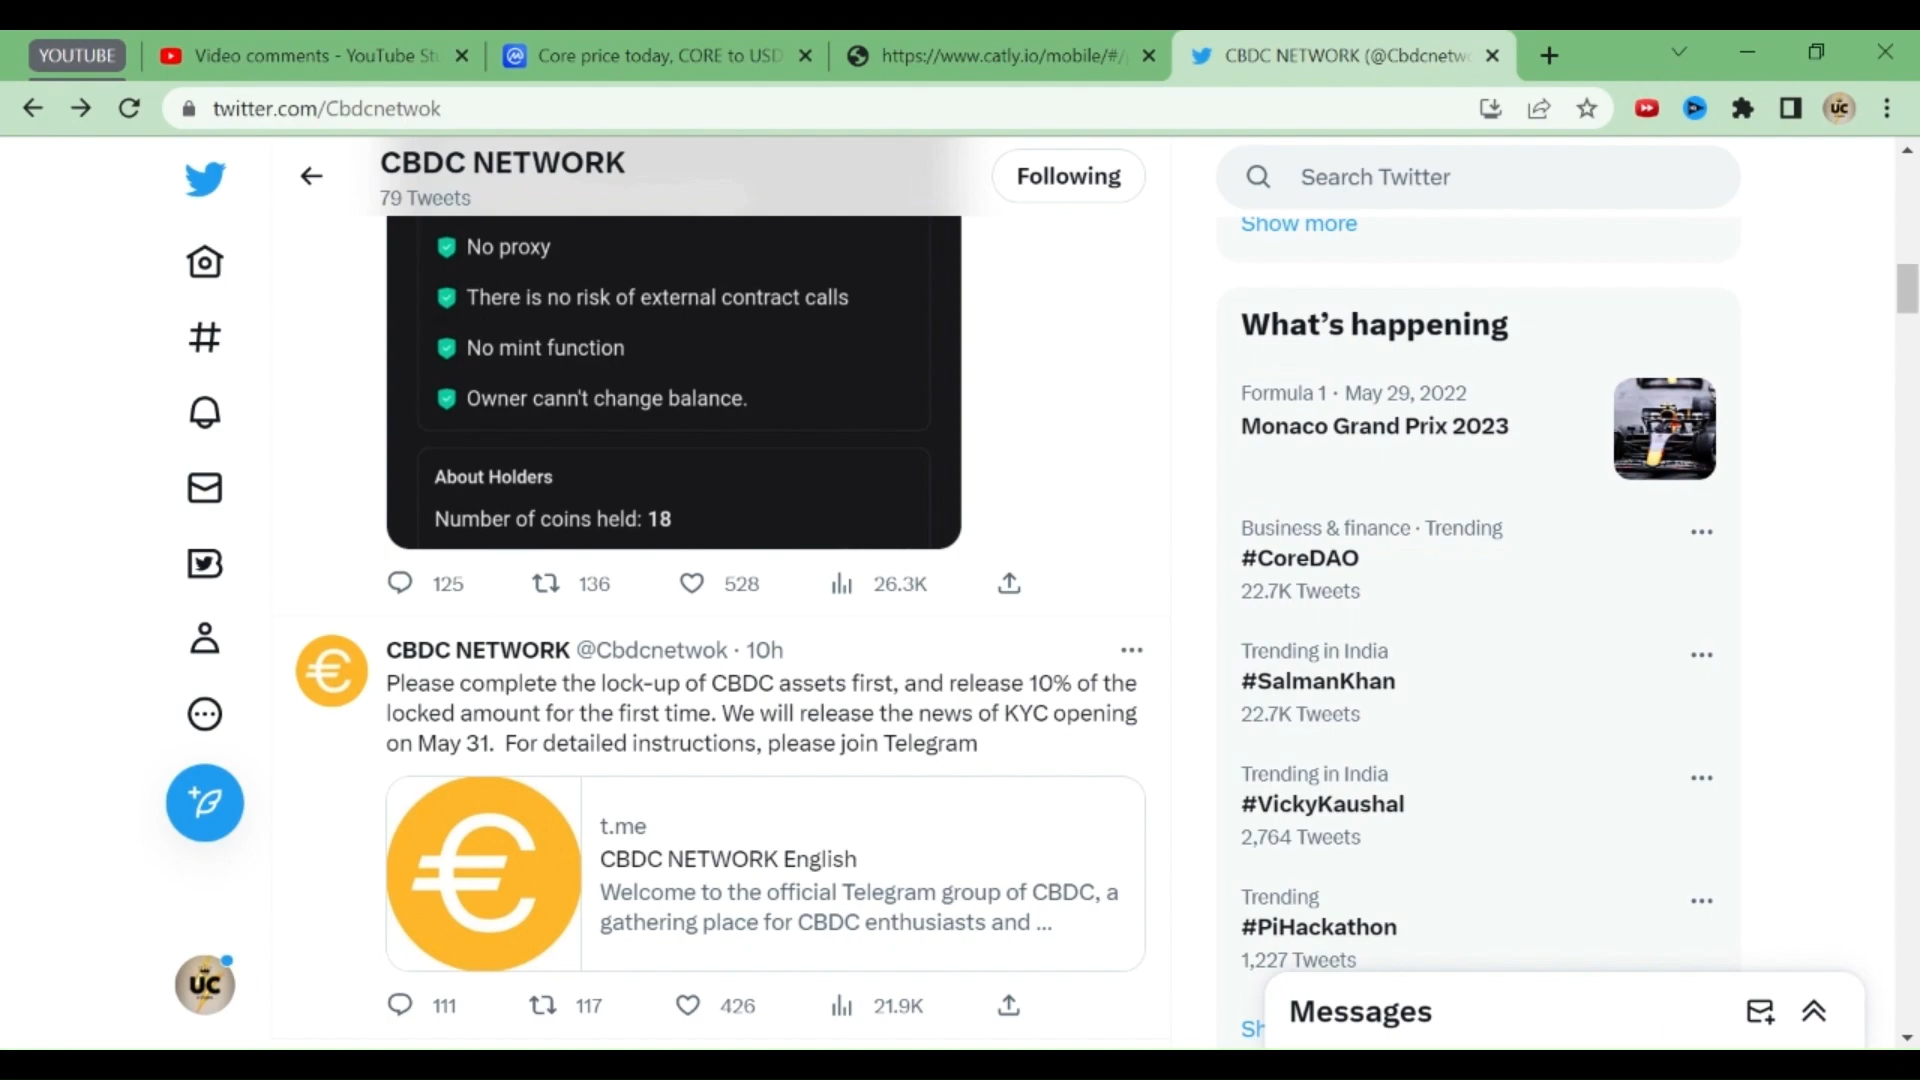 YOUTUBE
Video comments - YouTube Stu
Core price today, CORE to USD
https://www.catly.io/mobile/#/
CBDC NETWORK (@Cbdcnetwo
twitter.com/Cbdcnetwok
UC
CBDC NETWORK
79 Tweets
Following
Search Twitter
Show more
No proxy
There is no risk of external contract calls
No mint function
Owner cann't change balance.
About Holders
Number of coins held: 18
125
136
528
26.3K
CBDC NETWORK @Cbdcnetwok · 10h
Please complete the lock-up of CBDC assets first, and release 10% of the
locked amount for the first time. We will release the news of KYC opening
on May 31. For detailed instructions, please join Telegram
t.me
CBDC NETWORK English
Welcome to the official Telegram group of CBDC, a
gathering place for CBDC enthusiasts and ...
111
117
426
21.9K
What's happening
Formula 1 · May 29, 2022
Monaco Grand Prix 2023
Business & finance · Trending
#CoreDAO
22.7K Tweets
Trending in India
#SalmanKhan
22.7K Tweets
Trending in India
#VickyKaushal
2,764 Tweets
Trending
#PiHackathon
1,227 Tweets
Sh
Messages
UC